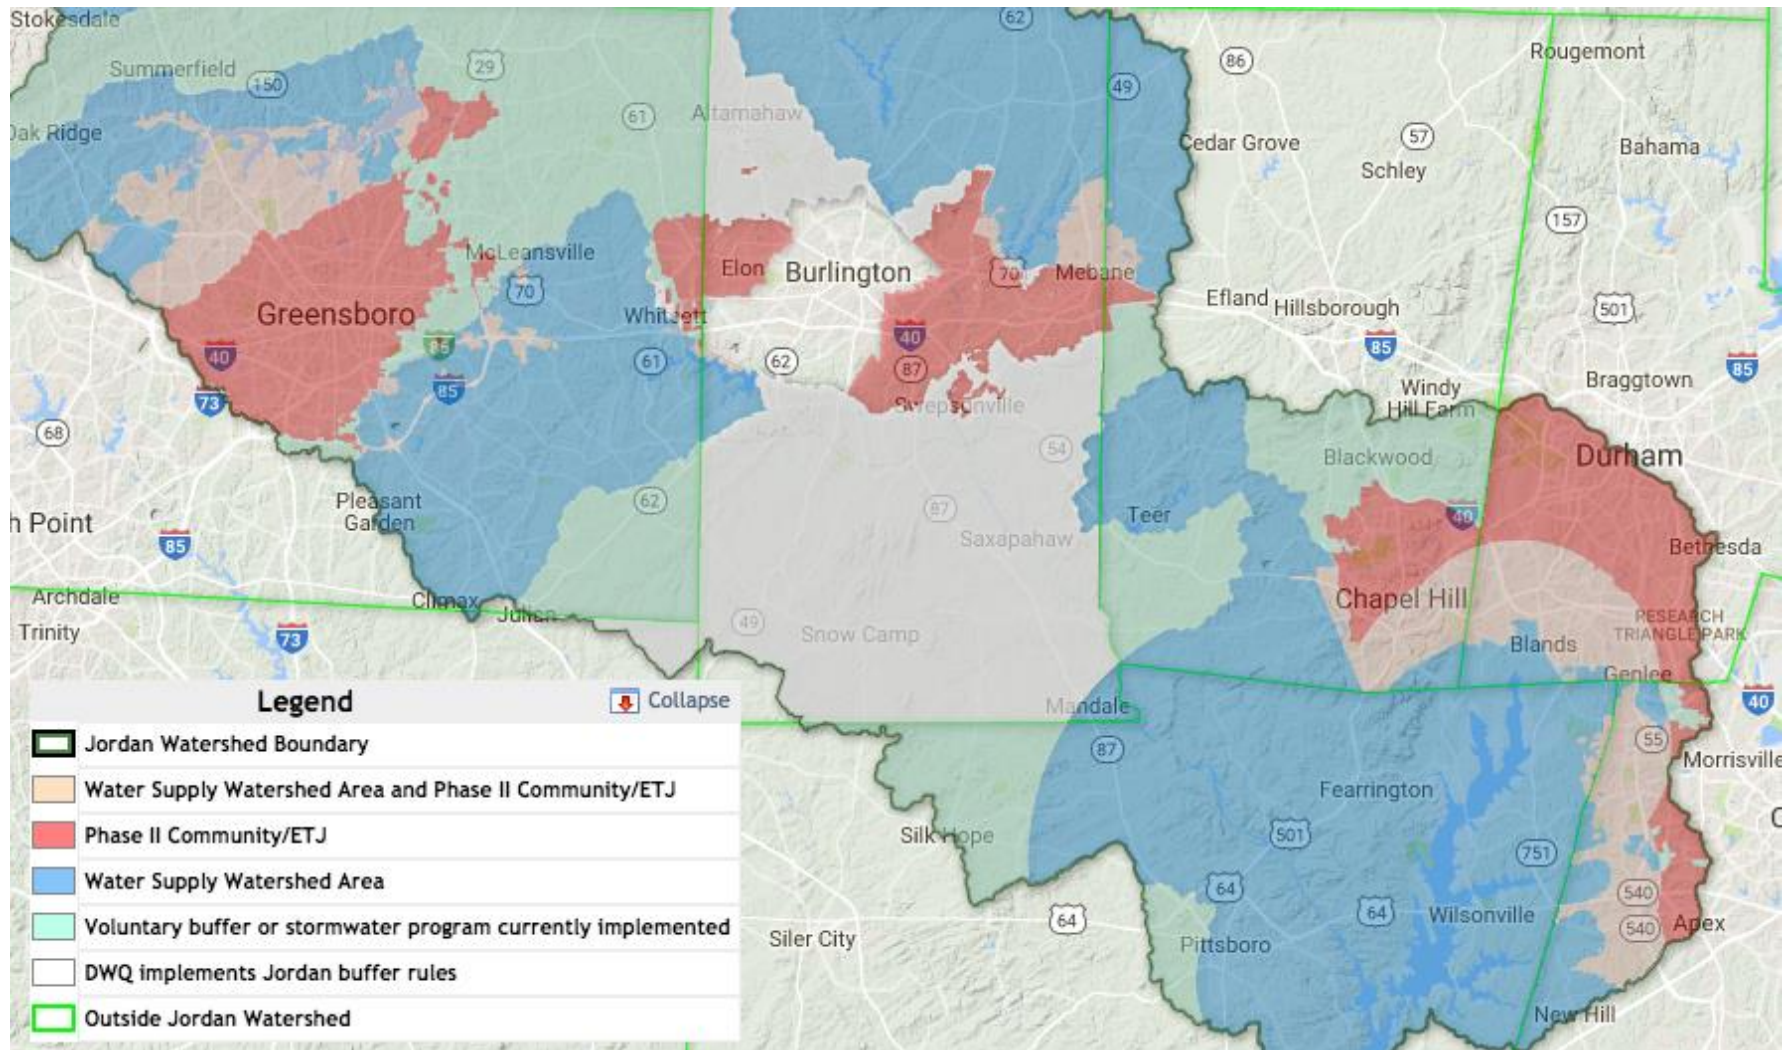 Stokesdale
Summerfield
150
29
62
86
Rougemont
49
61
Altamahaw
Oak Ridge
Cedar Grove
57
Schley
Bahama
157
McLeansville
70
Elon
Burlington
70
Mebane
Efland
Hillsborough
501
Greensboro
Whitsett
40
85
40
85
61
62
87
85
85
73
Windy
Hill Farm
Braggtown
Swepsonville
68
54
Blackwood
Durham
Pleasant
Garden
62
87
Teer
40
h Point
85
Saxapahaw
Bethesda
Archdale
Climax
Julian
Chapel Hill
RESEARCH
TRIANGLE PARK
Trinity
73
49
Snow Camp
Blands
Genlee
Legend
Collapse
Mandale
40
Jordan Watershed Boundary
87
55
Morrisville
Water Supply Watershed Area and Phase II Community/ETJ
Fearrington
Phase II Community/ETJ
Silk Hope
501
751
Water Supply Watershed Area
64
64
64
540
Voluntary buffer or stormwater program currently implemented
Siler City
Pittsboro
Wilsonville
540
Apex
DWQ implements Jordan buffer rules
Outside Jordan Watershed
New Hill